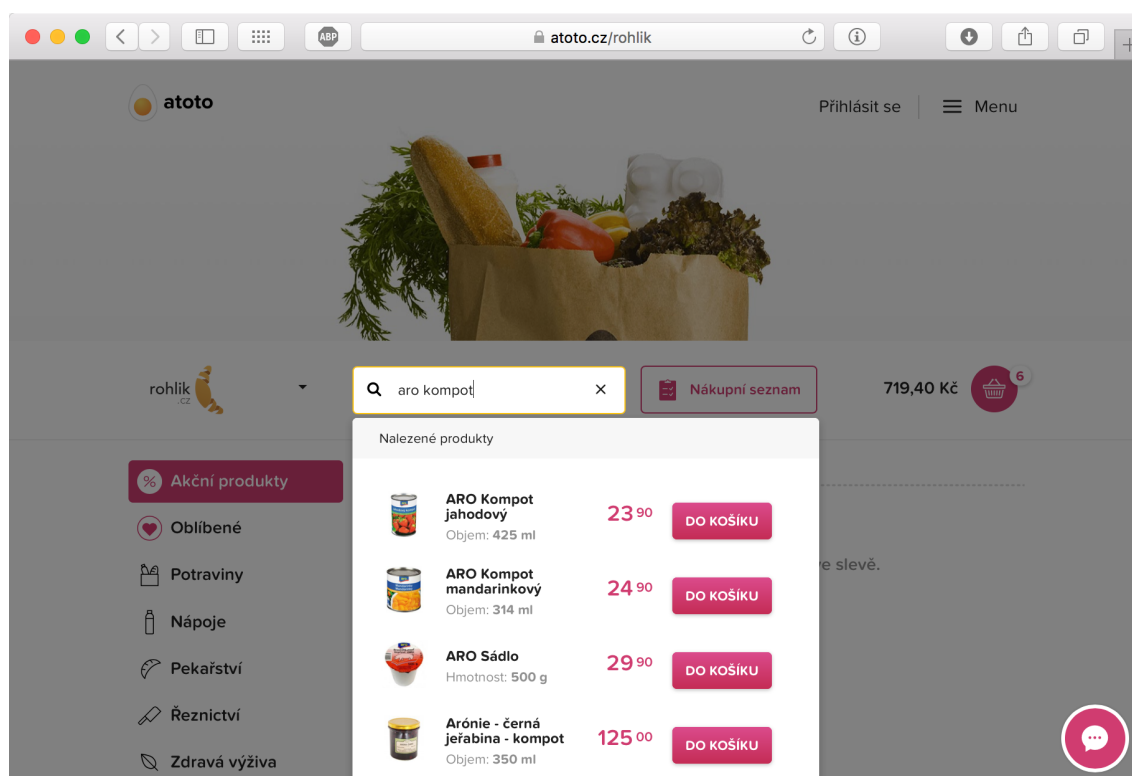 ABP
atoto.cz/rohlik
atoto
Přihlásit se
Menu
rohlik
.cz
aro kompot
Nákupní seznam
719,40 Kč
6
Nalezené produkty
% Akční produkty
Oblíbené
Potraviny
Nápoje
Pekařství
Řeznictví
Zdravá výživa
ARO Kompot
jahodový
Objem: 425 ml
23 90
DO KOŠÍKU
ARO Kompot
mandarinkový
Objem: 314 ml
24 90
DO KOŠÍKU
ARO Sádlo
Hmotnost: 500 g
29 90
DO KOŠÍKU
Arónie - černá
jeřabina - kompot
Objem: 350 ml
125 00
DO KOŠÍKU
e slevě.